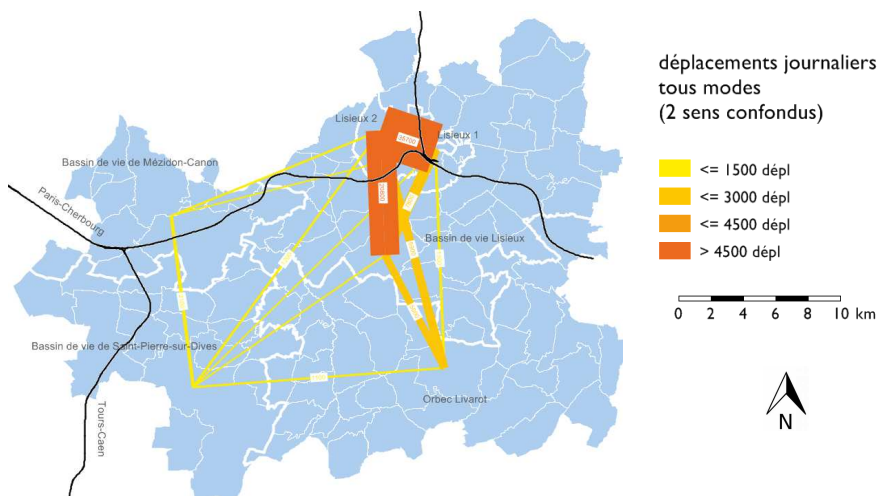 déplacements journaliers
tous modes
(2 sens confondus)
<= 1500 dépl
<= 3000 dépl
<= 4500 dépl
> 4500 dépl
0 2 4 6 8 10 km
N
Lisieux 2
Lisieux 1
Bassin de vie de Mézidon-Canon
Paris-Cherbourg
Bassin de vie Lisieux
Bassin de vie de Saint-Pierre-sur-Dives
Orbec Livarot
Tours-Caen